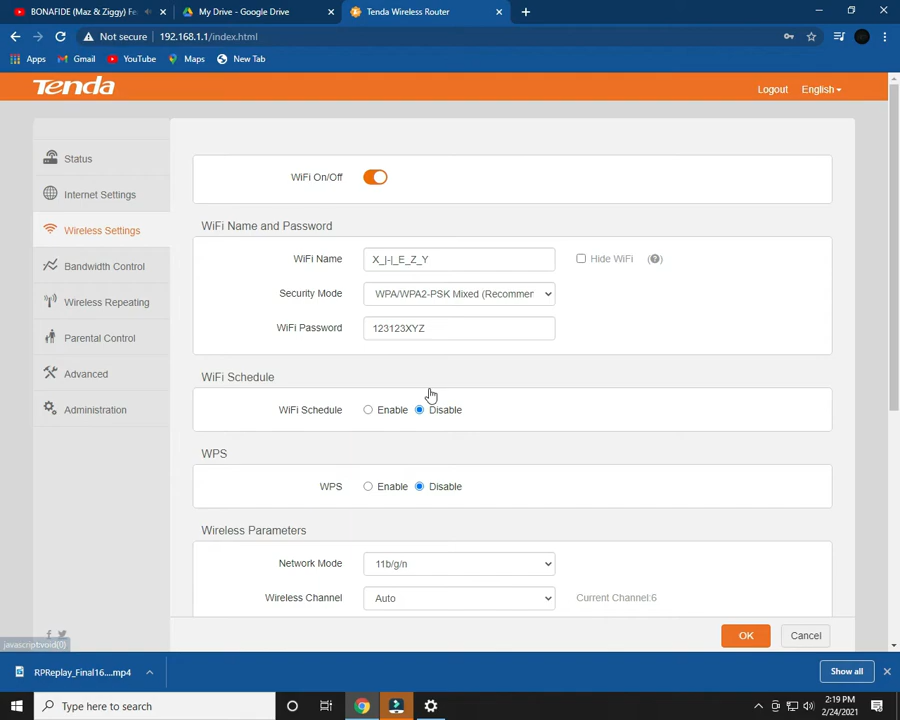 BONAFIDE (Maz & Ziggy) Fe
My Drive - Google Drive
Tenda Wireless Router
Not secure
192.168.1.1/index.html
Apps
Gmail
YouTube
Maps
New Tab
Tenda
Logout
English
Status
Internet Settings
Wireless Settings
Bandwidth Control
Wireless Repeating
Parental Control
Advanced
Administration
WiFi On/Off
WiFi Name and Password
WiFi Name
X_|-|_E_Z_Y
Hide WiFi
(?)
Security Mode
WPA/WPA2-PSK Mixed (Recommer
WiFi Password
123123XYZ
WiFi Schedule
WiFi Schedule
Enable
Disable
WPS
WPS
Enable
Disable
Wireless Parameters
Network Mode
11b/g/n
Wireless Channel
Auto
Current Channel:6
OK
Cancel
javascript:void(0)
RPReplay_Final16....mp4
Show all
Type here to search
2:19 PM
2/24/2021